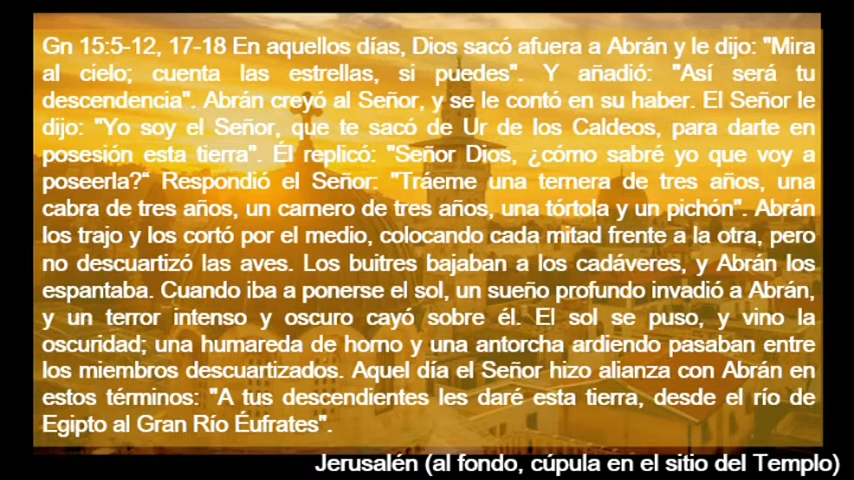 Gn 15:5-12, 17-18 En aquellos días, Dios sacó afuera a Abrán y le dijo: "Mira
al cielo; cuenta las estrellas, si puedes". Y añadió: "Así será tu
descendencia". Abrán creyó al Señor, y se le contó en su haber. El Señor le
dijo: "Yo soy el Señor, que te sacó de Ur de los Caldeos, para darte en
posesión esta tierra". Él replicó: "Señor Dios, ¿cómo sabré yo que voy a
poseerla?“ Respondió el Señor: "Tráeme una ternera de tres años, una
cabra de tres años, un carnero de tres años, una tórtola y un pichón". Abrán
los trajo y los cortó por el medio, colocando cada mitad frente a la otra, pero
no descuartizó las aves. Los buitres bajaban a los cadáveres, y Abrán los
espantaba. Cuando iba a ponerse el sol, un sueño profundo invadió a Abrán,
y un terror intenso y oscuro cayó sobre él. El sol se puso, y vino la
oscuridad; una humareda de horno y una antorcha ardiendo pasaban entre
los miembros descuartizados. Aquel día el Señor hizo alianza con Abrán en
estos términos: "A tus descendientes les daré esta tierra, desde el río de
Egipto al Gran Río Éufrates".
Jerusalén (al fondo, cúpula en el sitio del Templo)